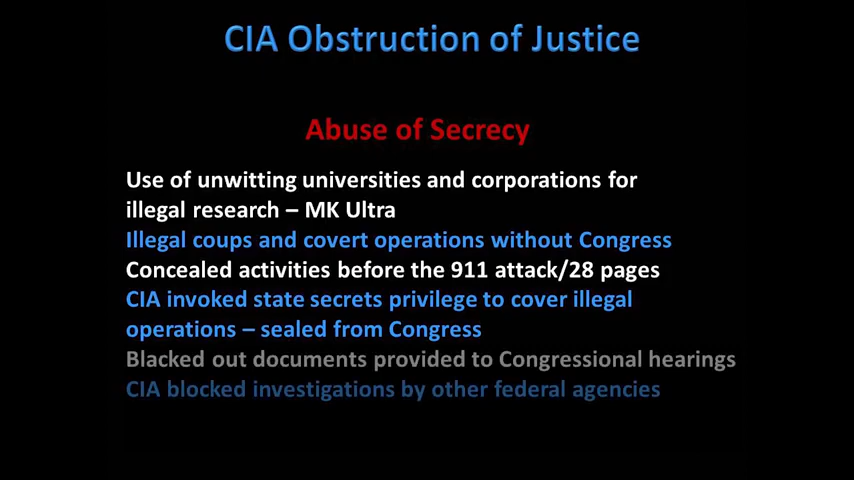 CIA Obstruction of Justice
Abuse of Secrecy
Use of unwitting universities and corporations for
illegal research – MK Ultra
Illegal coups and covert operations without Congress
Concealed activities before the 911 attack/28 pages
CIA invoked state secrets privilege to cover illegal
operations – sealed from Congress
Blacked out documents provided to Congressional hearings
CIA blocked investigations by other federal agencies